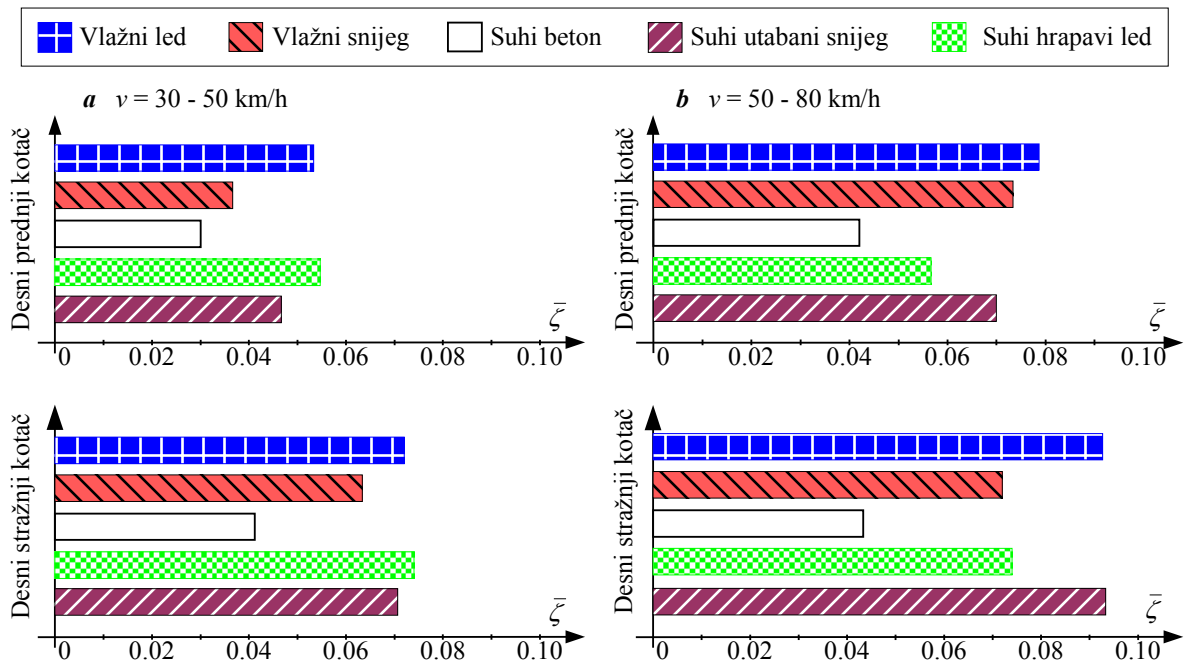 Vlažni led Vlažni snijeg Suhi beton Suhi utabani snijeg Suhi hrapavi led
a v = 30 - 50 km/h
Desni prednji kotač
ζ̄
0 0.02 0.04 0.06 0.08 0.10
b v = 50 - 80 km/h
Desni prednji kotač
ζ̄
0 0.02 0.04 0.06 0.08 0.10
Desni stražnji kotač
ζ̄
0 0.02 0.04 0.06 0.08 0.10
Desni stražnji kotač
ζ̄
0 0.02 0.04 0.06 0.08 0.10